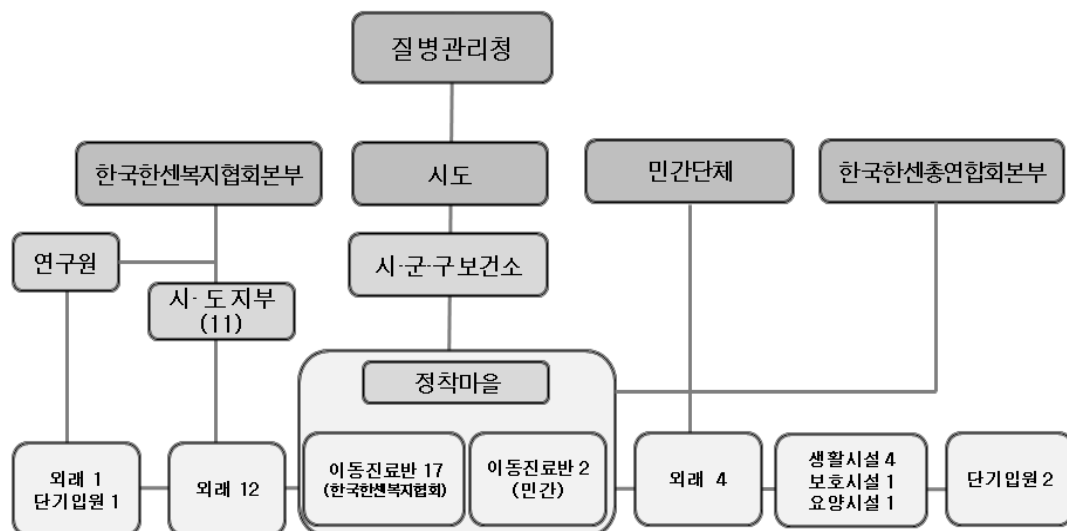 질병관리청
한국한센복지협회본부
시도
민간단체
한국한센총연합회본부
연구원
시·군·구보건소
시·도지부
(11)
정착마을
외래 1
단기입원 1
외래 12
이동진료반 17
(한국한센복지협회)
이동진료반 2
(민간)
외래 4
생활시설 4
보호시설 1
요양시설 1
단기입원 2